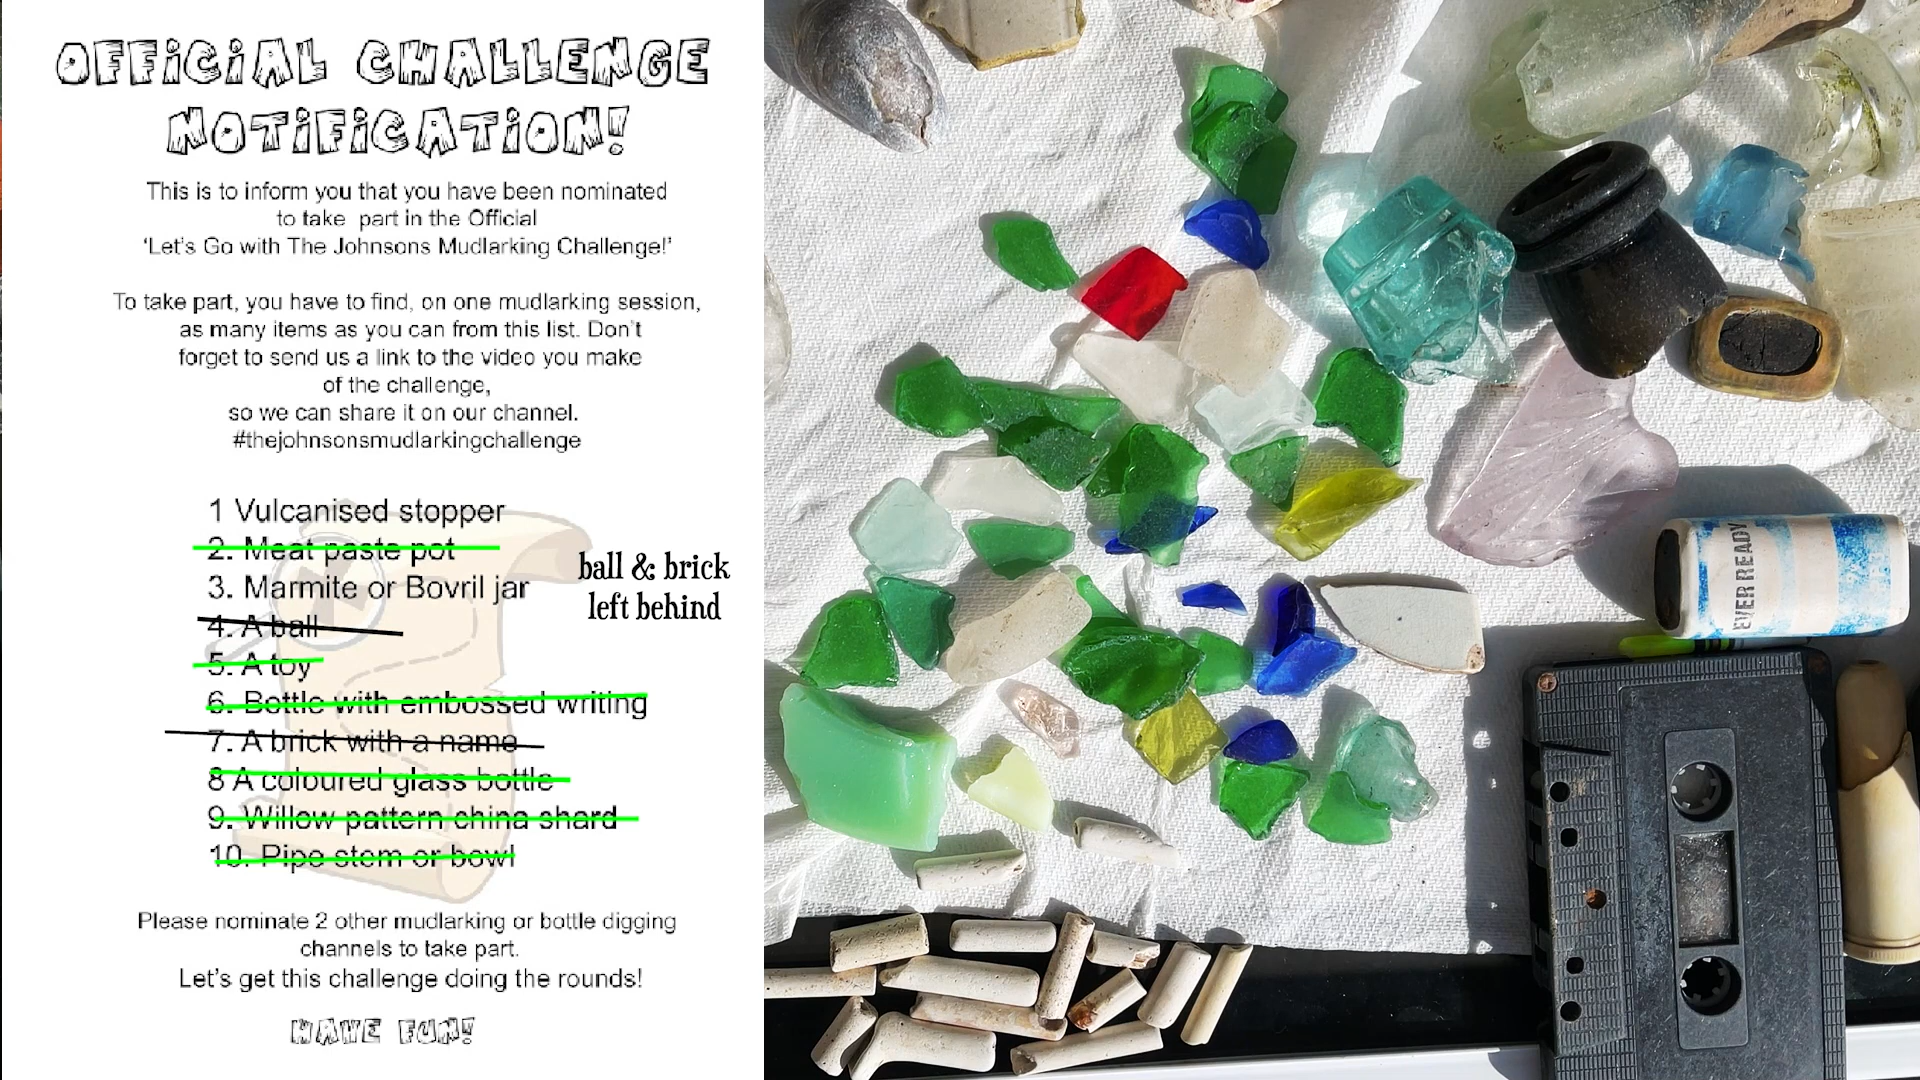 OFFICIAL CHALLENGE
NOTIFICATION!
This is to inform you that you have been nominated
to take part in the Official
'Let's Go with The Johnsons Mudlarking Challenge!'
To take part, you have to find, on one mudlarking session,
as many items as you can from this list. Don't
forget to send us a link to the video you make
of the challenge,
so we can share it on our channel.
#thejohnsonsmudlarkingchallenge
1 Vulcanised stopper
2. Meat paste pot
3. Marmite or Bovril jar
4. A ball
5. A toy
6. Bottle with embossed writing
7. A brick with a name
8 A coloured glass bottle
9. Willow pattern china shard
10. Pipe stem or bowl
ball & brick
left behind
Please nominate 2 other mudlarking or bottle digging
channels to take part.
Let's get this challenge doing the rounds!
HAVE FUN!
EVER READY